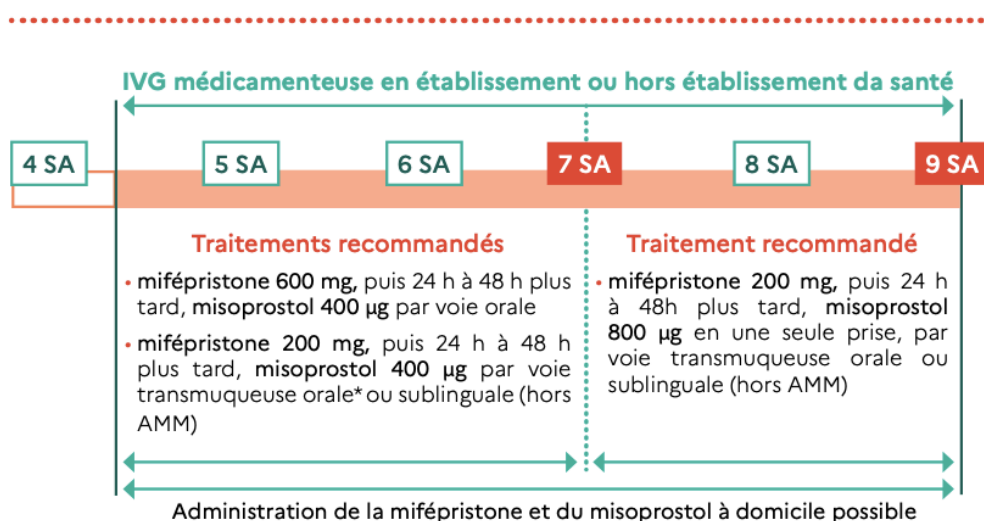 IVG médicamenteuse en établissement ou hors établissement da santé
4 SA
5 SA
6 SA
7 SA
8 SA
9 SA
Traitements recommandés
• mifépristone 600 mg, puis 24 h à 48 h plus
tard, misoprostol 400 µg par voie orale
• mifépristone 200 mg, puis 24 h à 48 h
plus tard, misoprostol 400 µg par voie
transmuqueuse orale* ou sublinguale (hors
AMM)
Traitement recommandé
• mifépristone 200 mg, puis 24 h
à 48h plus tard, misoprostol
800 µg en une seule prise, par
voie transmuqueuse orale ou
sublinguale (hors AMM)
Administration de la mifépristone et du misoprostol à domicile possible